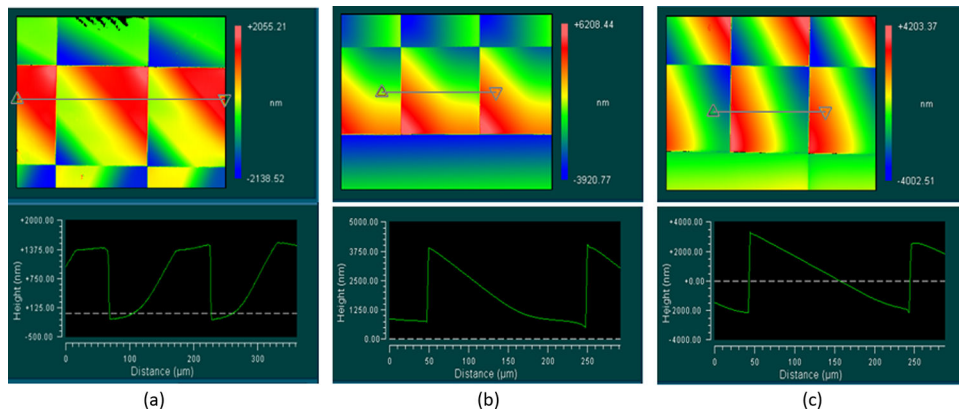 +2055.21
nm
-2138.52
+2000.00
+1375.00
+750.00
+125.00
-500.00
Height (nm)
0 100 200 300
Distance (µm)
(a)
+6208.44
nm
-3920.77
5000.00
3750.00
2500.00
1250.00
0.00
Height (nm)
0 50 100 150 200 250
Distance (µm)
(b)
+4203.37
nm
-4002.51
+4000.00
+2000.00
+0.00
-2000.00
-4000.00
Height (nm)
0 50 100 150 200 250
Distance (µm)
(c)